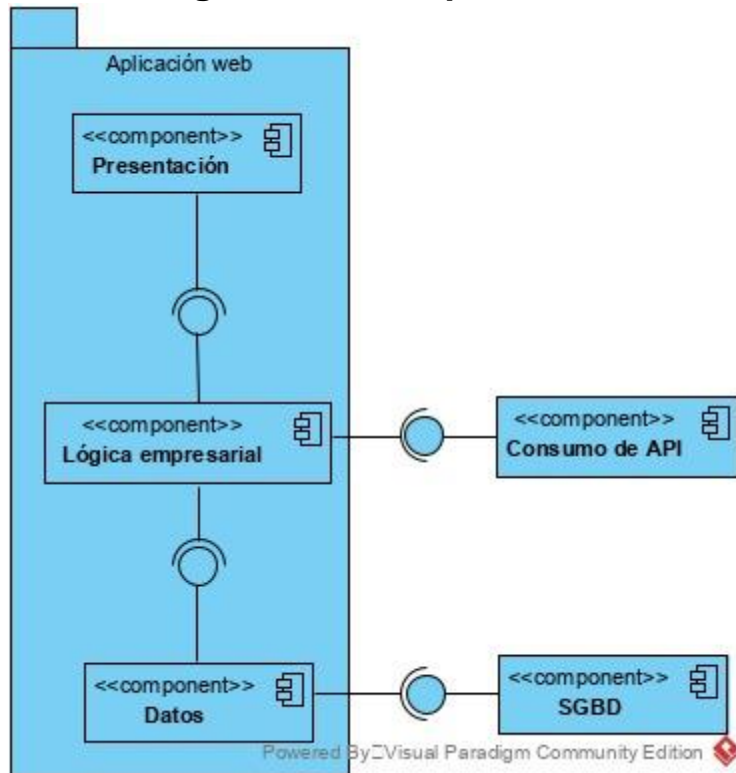 Aplicación web
<<component>>
Presentación
<<component>>
Lógica empresarial
<<component>>
Consumo de API
<<component>>
Datos
<<component>>
SGBD
Powered By Visual Paradigm Community Edition